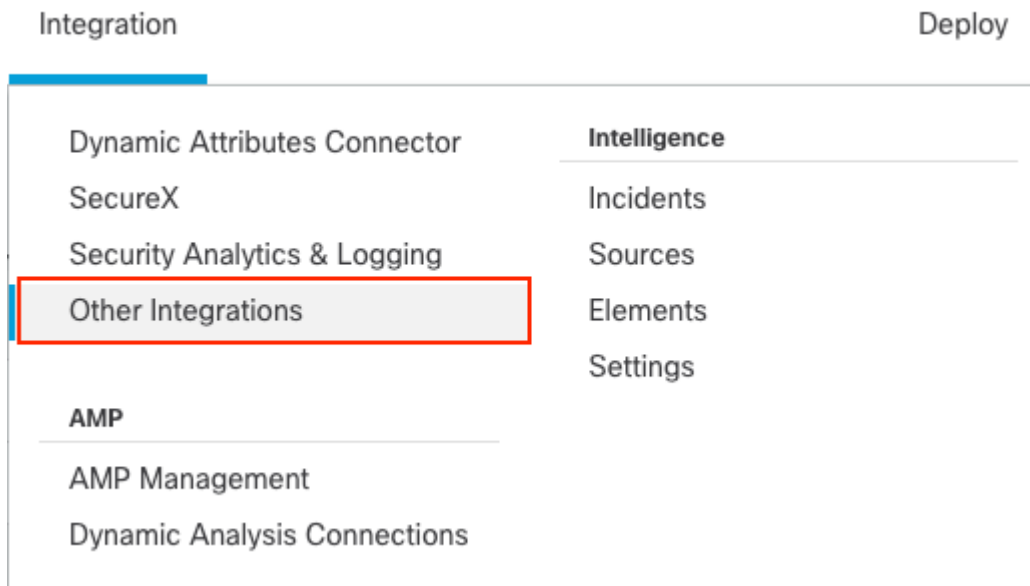 Integration
Deploy
Dynamic Attributes Connector
SecureX
Security Analytics & Logging
Other Integrations
AMP
AMP Management
Dynamic Analysis Connections
Intelligence
Incidents
Sources
Elements
Settings